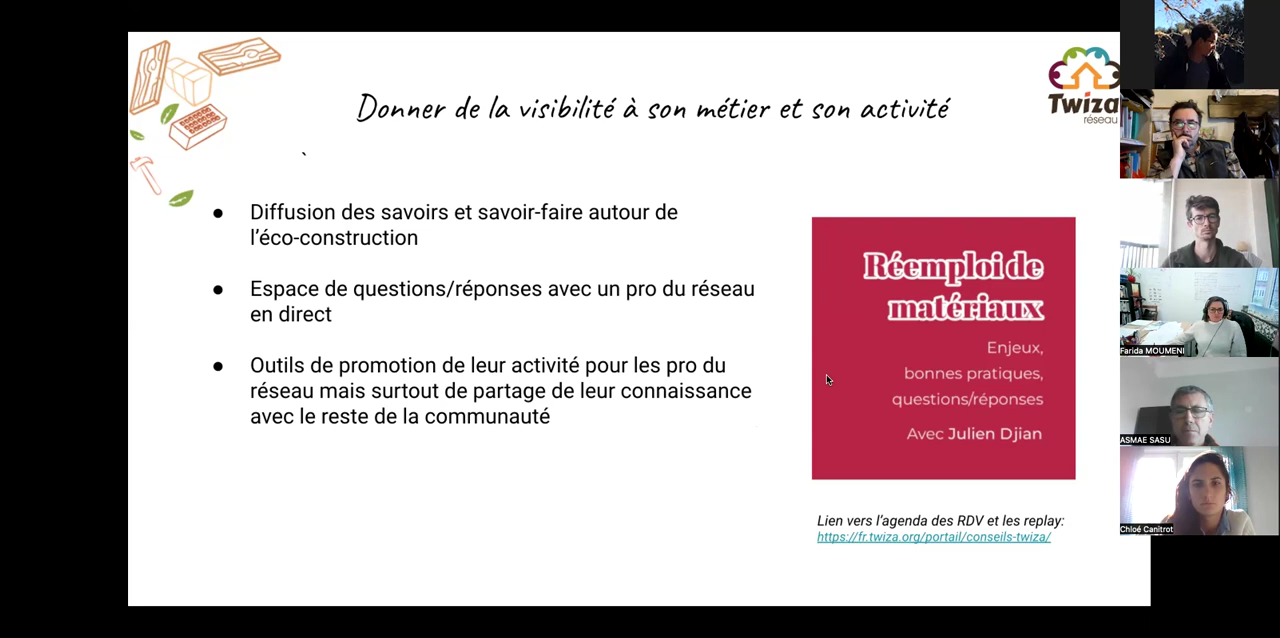 Donner de la visibilité à son métier et son activité
Twiza
réseau
`
● Diffusion des savoirs et savoir-faire autour de
l’éco-construction
● Espace de questions/réponses avec un pro du réseau
en direct
● Outils de promotion de leur activité pour les pro du
réseau mais surtout de partage de leur connaissance
avec le reste de la communauté
Réemploi de
matériaux
Enjeux,
bonnes pratiques,
questions/réponses
Avec Julien Djian
Lien vers l’agenda des RDV et les replay:
https://fr.twiza.org/portail/conseils-twiza/
Farida MOUMENI
ASMAE SASU
Chloé Canitrot